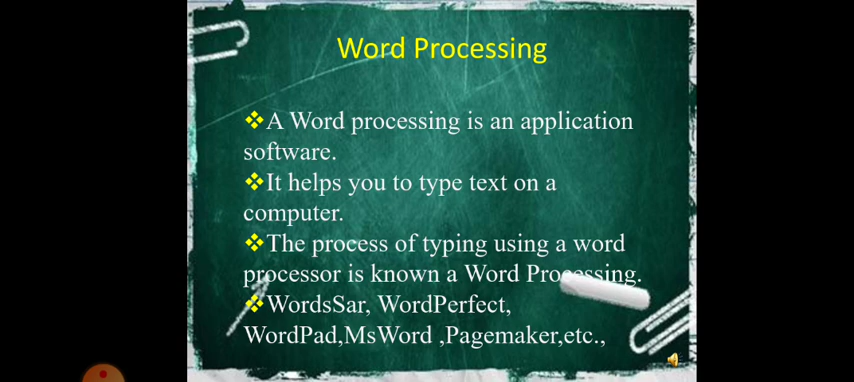 Word Processing
❖A Word processing is an application
software.
❖It helps you to type text on a
computer.
❖The process of typing using a word
processor is known a Word Processing.
❖WordsSar, WordPerfect,
WordPad,MsWord ,Pagemaker,etc.,